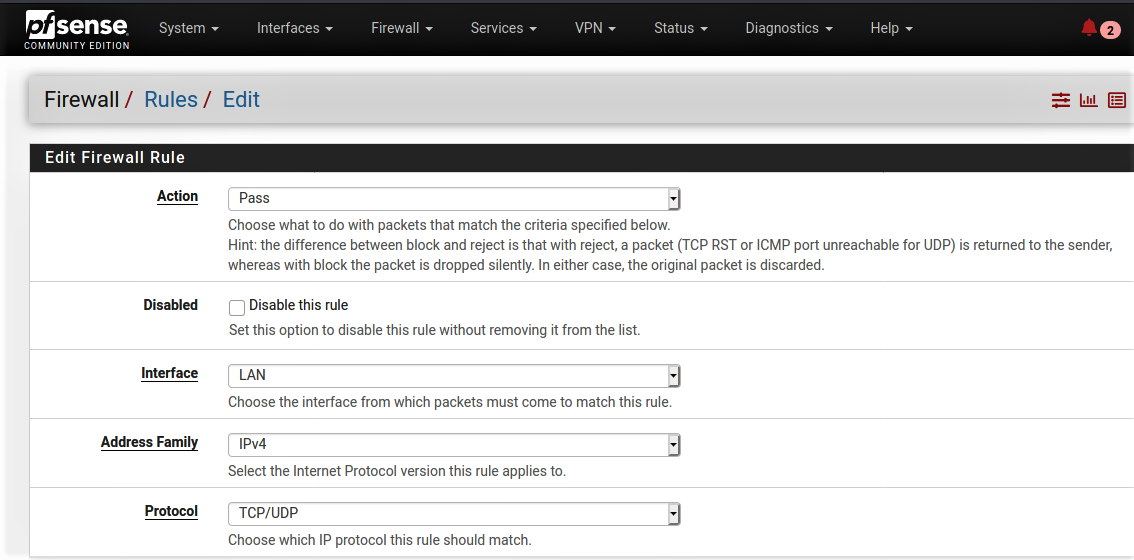 pfsense
COMMUNITY EDITION
System Interfaces Firewall Services VPN Status Diagnostics Help 2
Firewall / Rules / Edit
Edit Firewall Rule
Action Pass
Choose what to do with packets that match the criteria specified below.
Hint: the difference between block and reject is that with reject, a packet (TCP RST or ICMP port unreachable for UDP) is returned to the sender,
whereas with block the packet is dropped silently. In either case, the original packet is discarded.
Disabled Disable this rule
Set this option to disable this rule without removing it from the list.
Interface LAN
Choose the interface from which packets must come to match this rule.
Address Family IPv4
Select the Internet Protocol version this rule applies to.
Protocol TCP/UDP
Choose which IP protocol this rule should match.